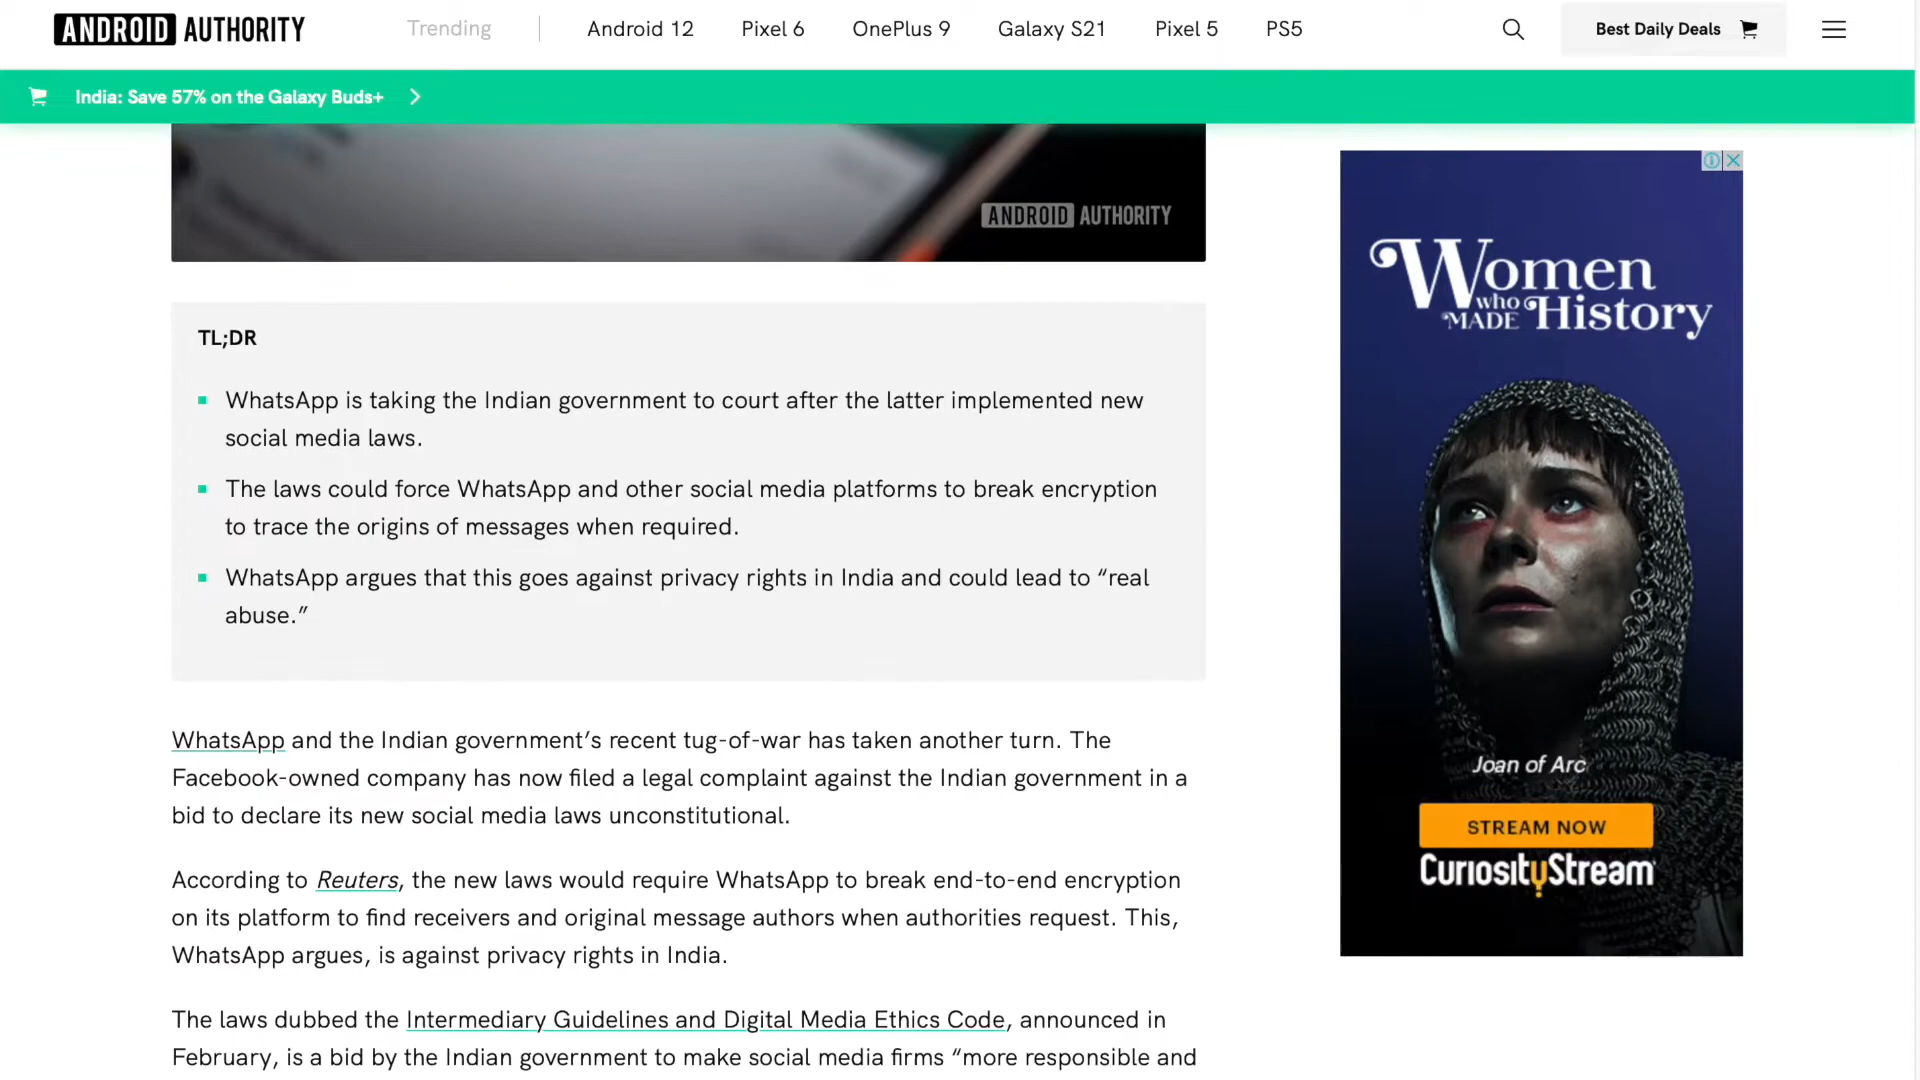 ANDROID AUTHORITY
Trending
Android 12
Pixel 6
OnePlus 9
Galaxy S21
Pixel 5
PS5
Best Daily Deals
India: Save 57% on the Galaxy Buds+
ANDROID AUTHORITY
TL;DR
WhatsApp is taking the Indian government to court after the latter implemented new
social media laws.
The laws could force WhatsApp and other social media platforms to break encryption
to trace the origins of messages when required.
WhatsApp argues that this goes against privacy rights in India and could lead to “real
abuse.”
WhatsApp and the Indian government’s recent tug-of-war has taken another turn. The
Facebook-owned company has now filed a legal complaint against the Indian government in a
bid to declare its new social media laws unconstitutional.
According to Reuters, the new laws would require WhatsApp to break end-to-end encryption
on its platform to find receivers and original message authors when authorities request. This,
WhatsApp argues, is against privacy rights in India.
The laws dubbed the Intermediary Guidelines and Digital Media Ethics Code, announced in
February, is a bid by the Indian government to make social media firms “more responsible and
Women
who
MADE History
Joan of Arc
STREAM NOW
CuriosityStream